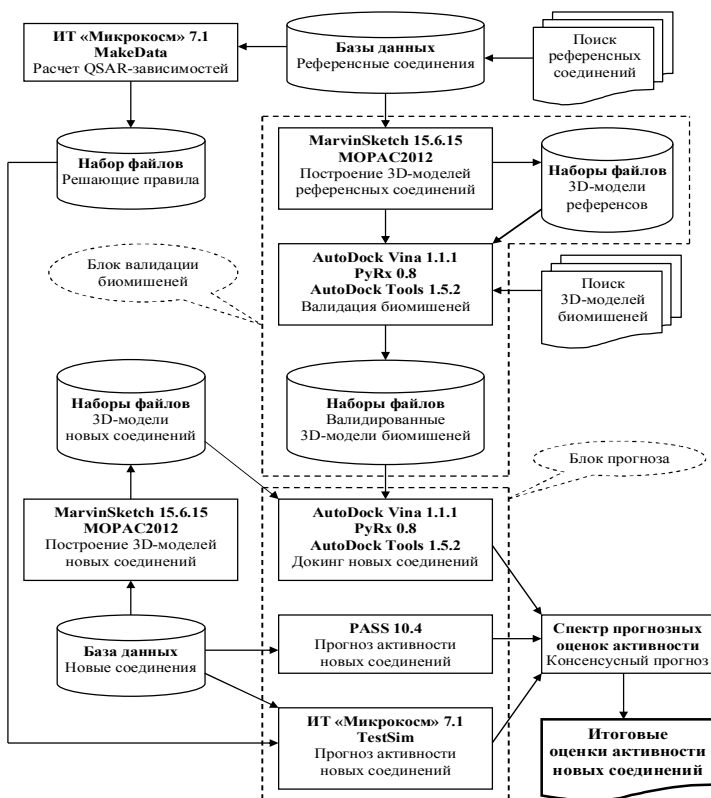 ИТ «Микрокосм» 7.1
MakeData
Расчет QSAR-зависимостей
Базы данных
Референсные соединения
Поиск
референсных
соединений
Набор файлов
Решающие правила
MarvinSketch 15.6.15
MOPAC2012
Построение 3D-моделей
референсных соединений
Наборы файлов
3D-модели
референсов
Блок валидации
биомишеней
AutoDock Vina 1.1.1
PyRx 0.8
AutoDock Tools 1.5.2
Валидация биомишеней
Поиск
3D-моделей
биомишеней
Наборы файлов
3D-модели
новых соединений
Наборы файлов
Валидированные
3D-модели биомишеней
Блок прогноза
MarvinSketch 15.6.15
MOPAC2012
Построение 3D-моделей
новых соединений
AutoDock Vina 1.1.1
PyRx 0.8
AutoDock Tools 1.5.2
Докинг новых соединений
База данных
Новые соединения
PASS 10.4
Прогноз активности
новых соединений
Спектр прогнозных
оценок активности
Консенсусный прогноз
ИТ «Микрокосм» 7.1
TestSim
Прогноз активности
новых соединений
Итоговые
оценки активности
новых соединений